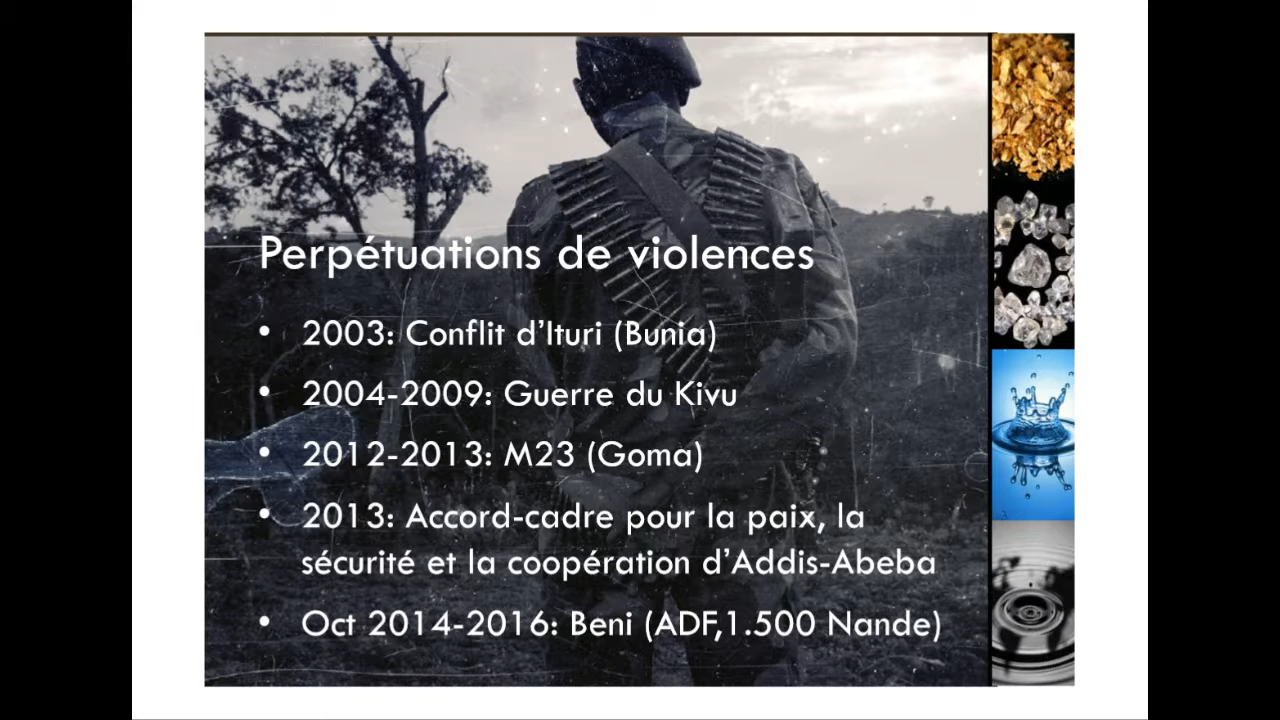 Perpétuations de violences
• 2003: Conflit d’Ituri (Bunia)
• 2004-2009: Guerre du Kivu
• 2012-2013: M23 (Goma)
• 2013: Accord-cadre pour la paix, la
sécurité et la coopération d’Addis-Abeba
• Oct 2014-2016: Beni (ADF,1.500 Nande)